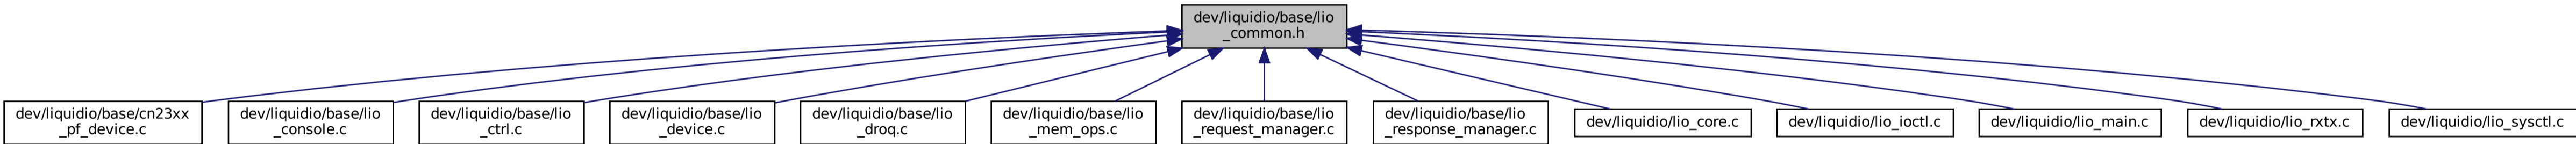 dev/liquidio/base/lio
_common.h
dev/liquidio/base/cn23xx
_pf_device.c
dev/liquidio/base/lio
_console.c
dev/liquidio/base/lio
_ctrl.c
dev/liquidio/base/lio
_device.c
dev/liquidio/base/lio
_droq.c
dev/liquidio/base/lio
_mem_ops.c
dev/liquidio/base/lio
_request_manager.c
dev/liquidio/base/lio
_response_manager.c
dev/liquidio/lio_core.c
dev/liquidio/lio_ioctl.c
dev/liquidio/lio_main.c
dev/liquidio/lio_rxtx.c
dev/liquidio/lio_sysctl.c